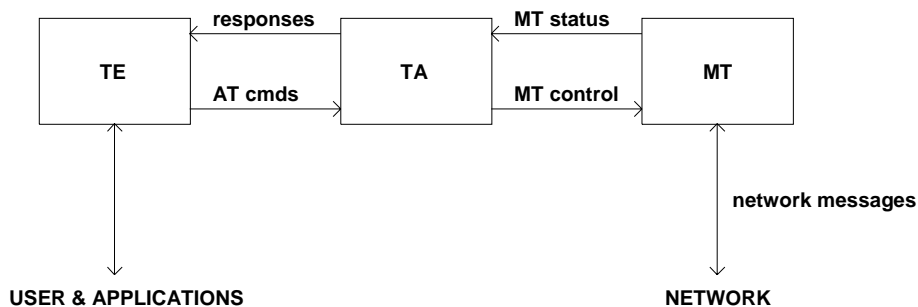 responses
MT status
TE
TA
MT
AT cmds
MT control
network messages
USER & APPLICATIONS
NETWORK